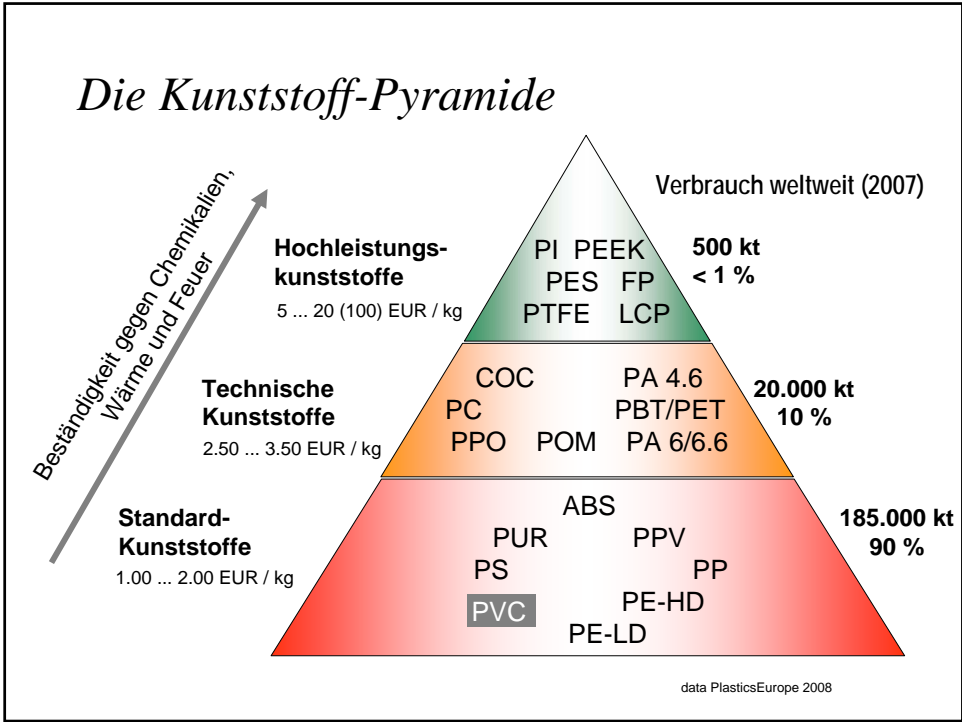 Die Kunststoff-Pyramide
Beständigkeit gegen Chemikalien,
Wärme und Feuer
Verbrauch weltweit (2007)
Hochleistungs-
kunststoffe
5 ... 20 (100) EUR / kg
PI PEEK
PES FP
PTFE LCP
500 kt
< 1 %
Technische
Kunststoffe
2.50 ... 3.50 EUR / kg
COC PA 4.6
PC PBT/PET
PPO POM PA 6/6.6
20.000 kt
10 %
Standard-
Kunststoffe
1.00 ... 2.00 EUR / kg
ABS
PUR PPV
PS PP
PVC PE-HD
PE-LD
185.000 kt
90 %
data PlasticsEurope 2008